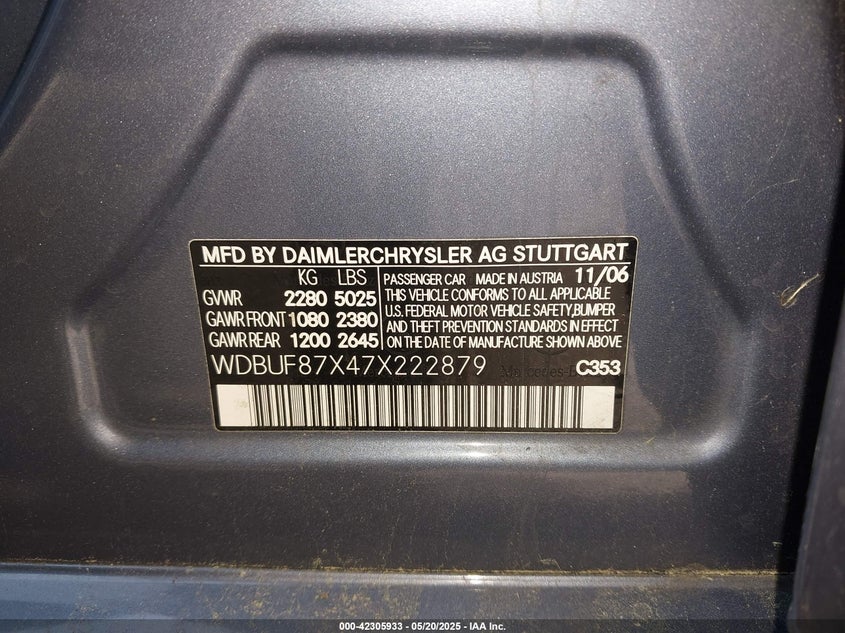 MFD BY DAIMLERCHRYSLER AG STUTTGART
KG LBS
GVWR 2280 5025
GAWR FRONT 1080 2380
GAWR REAR 1200 2645
PASSENGER CAR MADE IN AUSTRIA 11/06
THIS VEHICLE CONFORMS TO ALL APPLICABLE
U.S. FEDERAL MOTOR VEHICLE SAFETY,BUMPER
AND THEFT PREVENTION STANDARDS IN EFFECT
ON THE DATE OF MANUFACTURE SHOWN ABOVE
WDBUF87X47X222879 C353
000-42305933 - 05/20/2025 - IAA Inc.